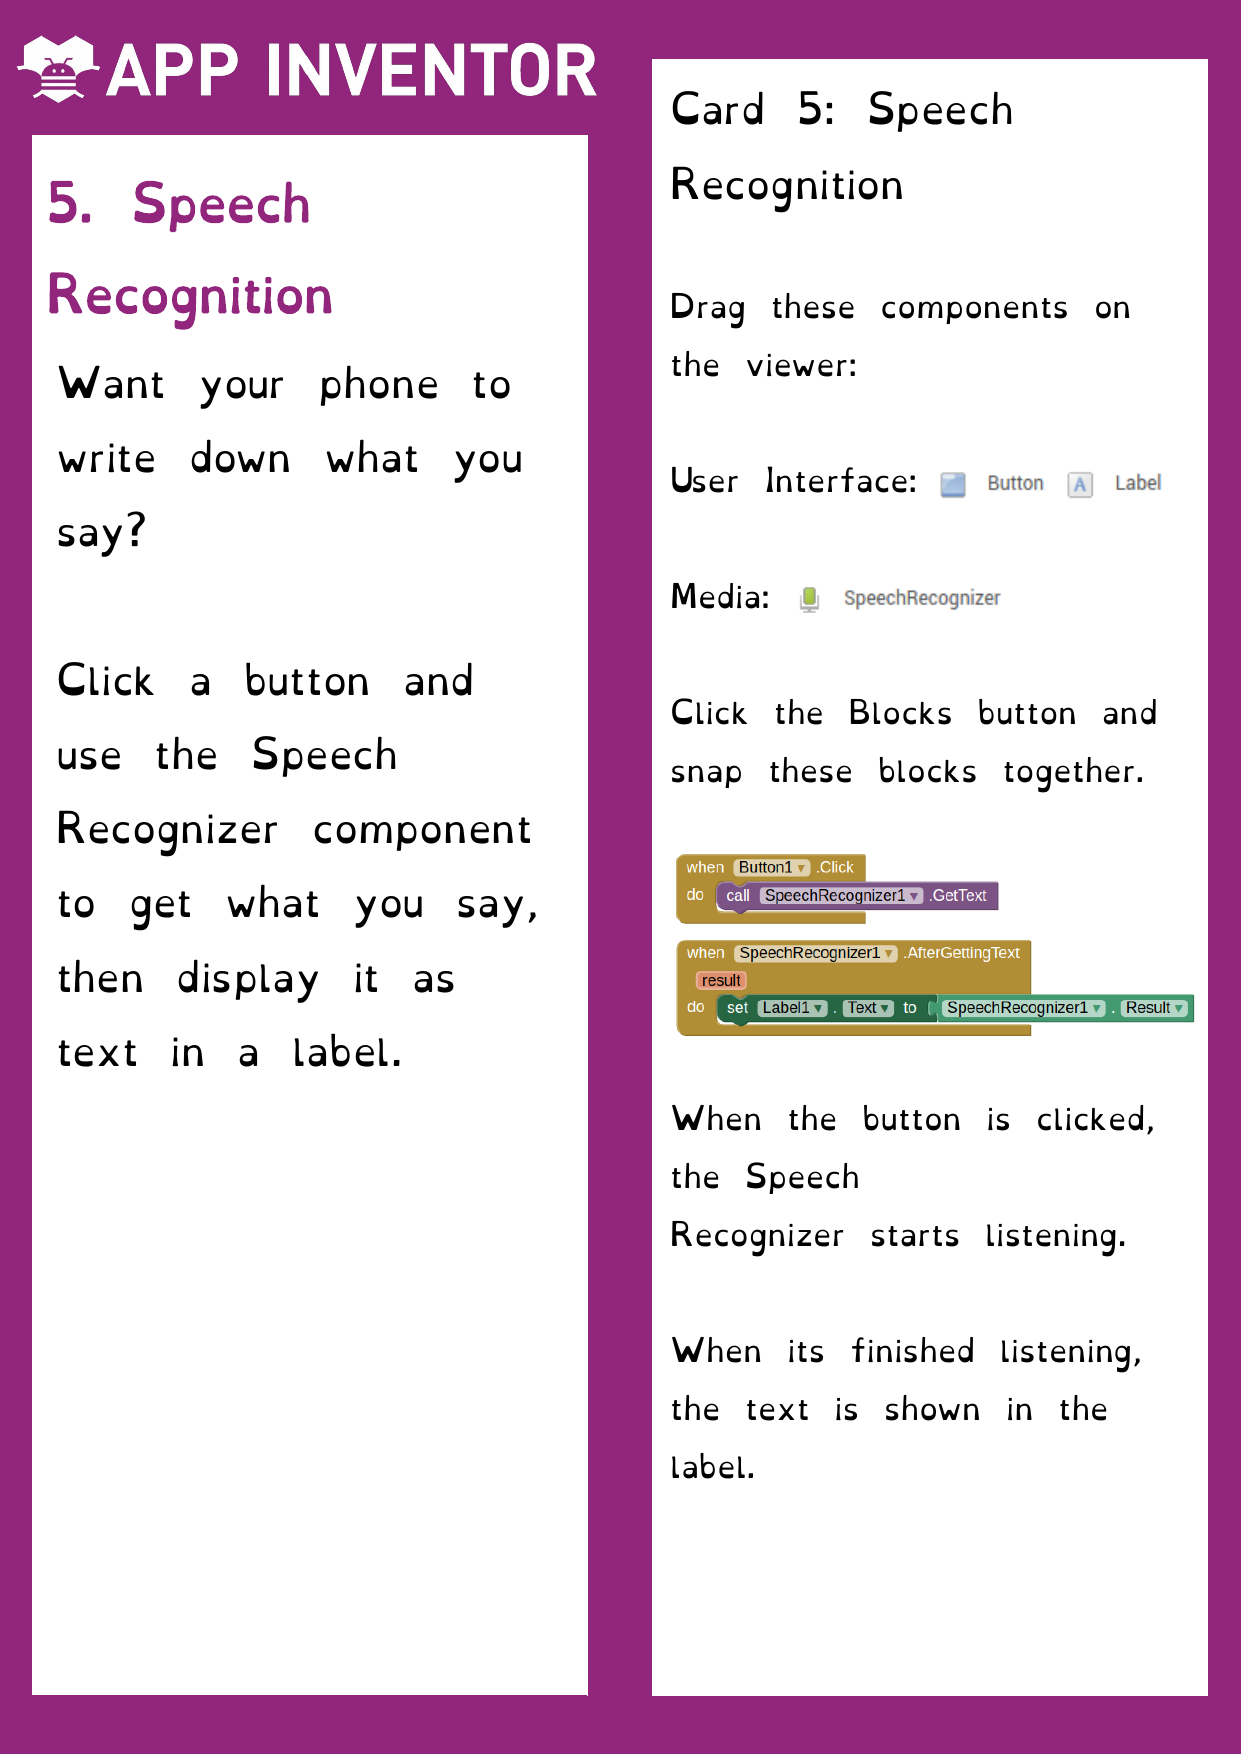 APP INVENTOR
5. Speech
Recognition
Want your phone to
write down what you
say?
Click a button and
use the Speech
Recognizer component
to get what you say,
then display it as
text in a label.
Card 5: Speech
Recognition
Drag these components on
the viewer:
User Interface: Button A Label
Media: SpeechRecognizer
Click the Blocks button and
snap these blocks together.
when Button1 .Click
do call SpeechRecognizer1 .GetText
when SpeechRecognizer1 .AfterGettingText
result
do set Label1 . Text to SpeechRecognizer1 . Result
When the button is clicked,
the Speech
Recognizer starts listening.
When its finished listening,
the text is shown in the
label.